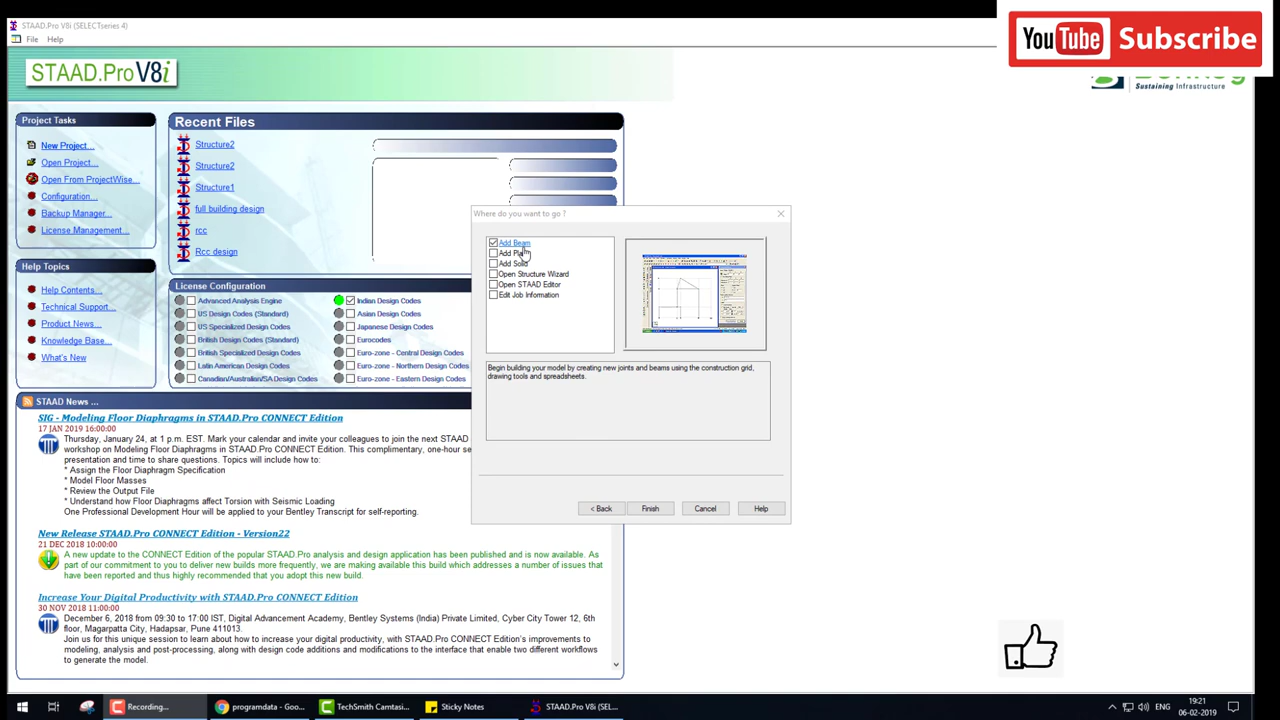 STAAD.Pro V8i (SELECTseries 4)
File Help
YouTube Subscribe
STAAD.Pro V8i
Sustaining Infrastructure
Project Tasks
New Project...
Open Project...
Open From ProjectWise...
Configuration...
Backup Manager...
License Management...
Recent Files
Structure2
Structure2
Structure1
full building design
rcc
Rcc design
Help Topics
Help Contents...
Technical Support...
Product News...
Knowledge Base...
What's New
License Configuration
Advanced Analysis Engine
US Design Codes (Standard)
US Specialized Design Codes
British Design Codes (Standard)
British Specialized Design Codes
Latin American Design Codes
Canadian/Australian/SA Design Codes
Indian Design Codes
Asian Design Codes
Japanese Design Codes
Eurocodes
Euro-zone - Central Design Codes
Euro-zone - Northern Design Codes
Euro-zone - Eastern Design Codes
Where do you want to go ?
Add Beam
Add
Add Solid
Open Structure Wizard
Open STAAD Editor
Edit Job Information
Begin building your model by creating new joints and beams using the construction grid,
drawing tools and spreadsheets.
< Back Finish Cancel Help
STAAD News ...
SIG - Modeling Floor Diaphragms in STAAD.Pro CONNECT Edition
17 JAN 2019 16:00:00
Thursday, January 24, at 1 p.m. EST. Mark your calendar and invite your colleagues to join the next STAAD
workshop on Modeling Floor Diaphragms in STAAD.Pro CONNECT Edition. This complimentary, one-hour se
presentation and time to share questions. Topics will include how to:
* Assign the Floor Diaphragm Specification
* Model Floor Masses
* Review the Output File
* Understand how Floor Diaphragms affect Torsion with Seismic Loading
One Professional Development Hour will be applied to your Bentley Transcript for self-reporting.
New Release STAAD.Pro CONNECT Edition - Version22
21 DEC 2018 10:00:00
A new update to the CONNECT Edition of the popular STAAD.Pro analysis and design application has been published and is now available. As
part of our commitment to you to deliver new builds more frequently, we are making available this build which addresses a number of issues that
have been reported and thus highly recommended that you adopt this new build.
Increase Your Digital Productivity with STAAD.Pro CONNECT Edition
30 NOV 2018 11:00:00
December 6, 2018 from 09:30 to 17:00 IST, Digital Advancement Academy, Bentley Systems (India) Private Limited, Cyber City Tower 12, 6th
floor, Magarpatta City, Hadapsar, Pune 411013.
Join us for this unique session to learn about how to increase your digital productivity, with STAAD.Pro CONNECT Edition's improvements to
modeling, analysis and post-processing, along with design code additions and modifications to the interface that enable two different workflows
to generate the model.
Recording...
programdata - Goo...
TechSmith Camtasi...
Sticky Notes
STAAD.Pro V8i (SEL...
ENG
19:21
06-02-2019